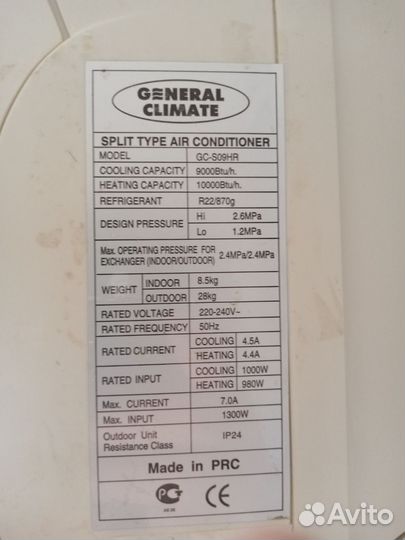 GENERAL
CLIMATE
SPLIT TYPE AIR CONDITIONER
MODEL GC-S09HR
COOLING CAPACITY 9000Btu/h.
HEATING CAPACITY 10000Btu/h.
REFRIGERANT R22/870g
DESIGN PRESSURE Hi 2.6MPa
Lo 1.2MPa
Max. OPERATING PRESSURE FOR
EXCHANGER (INDOOR/OUTDOOR) 2.4MPa/2.4MPa
WEIGHT INDOOR 8.5kg
OUTDOOR 28kg
RATED VOLTAGE 220-240V~
RATED FREQUENCY 50Hz
RATED CURRENT COOLING 4.5A
HEATING 4.4A
RATED INPUT COOLING 1000W
HEATING 980W
Max. CURRENT 7.0A
Max. INPUT 1300W
Outdoor Unit
Resistance Class IP24
Made in PRC
CE
Avito